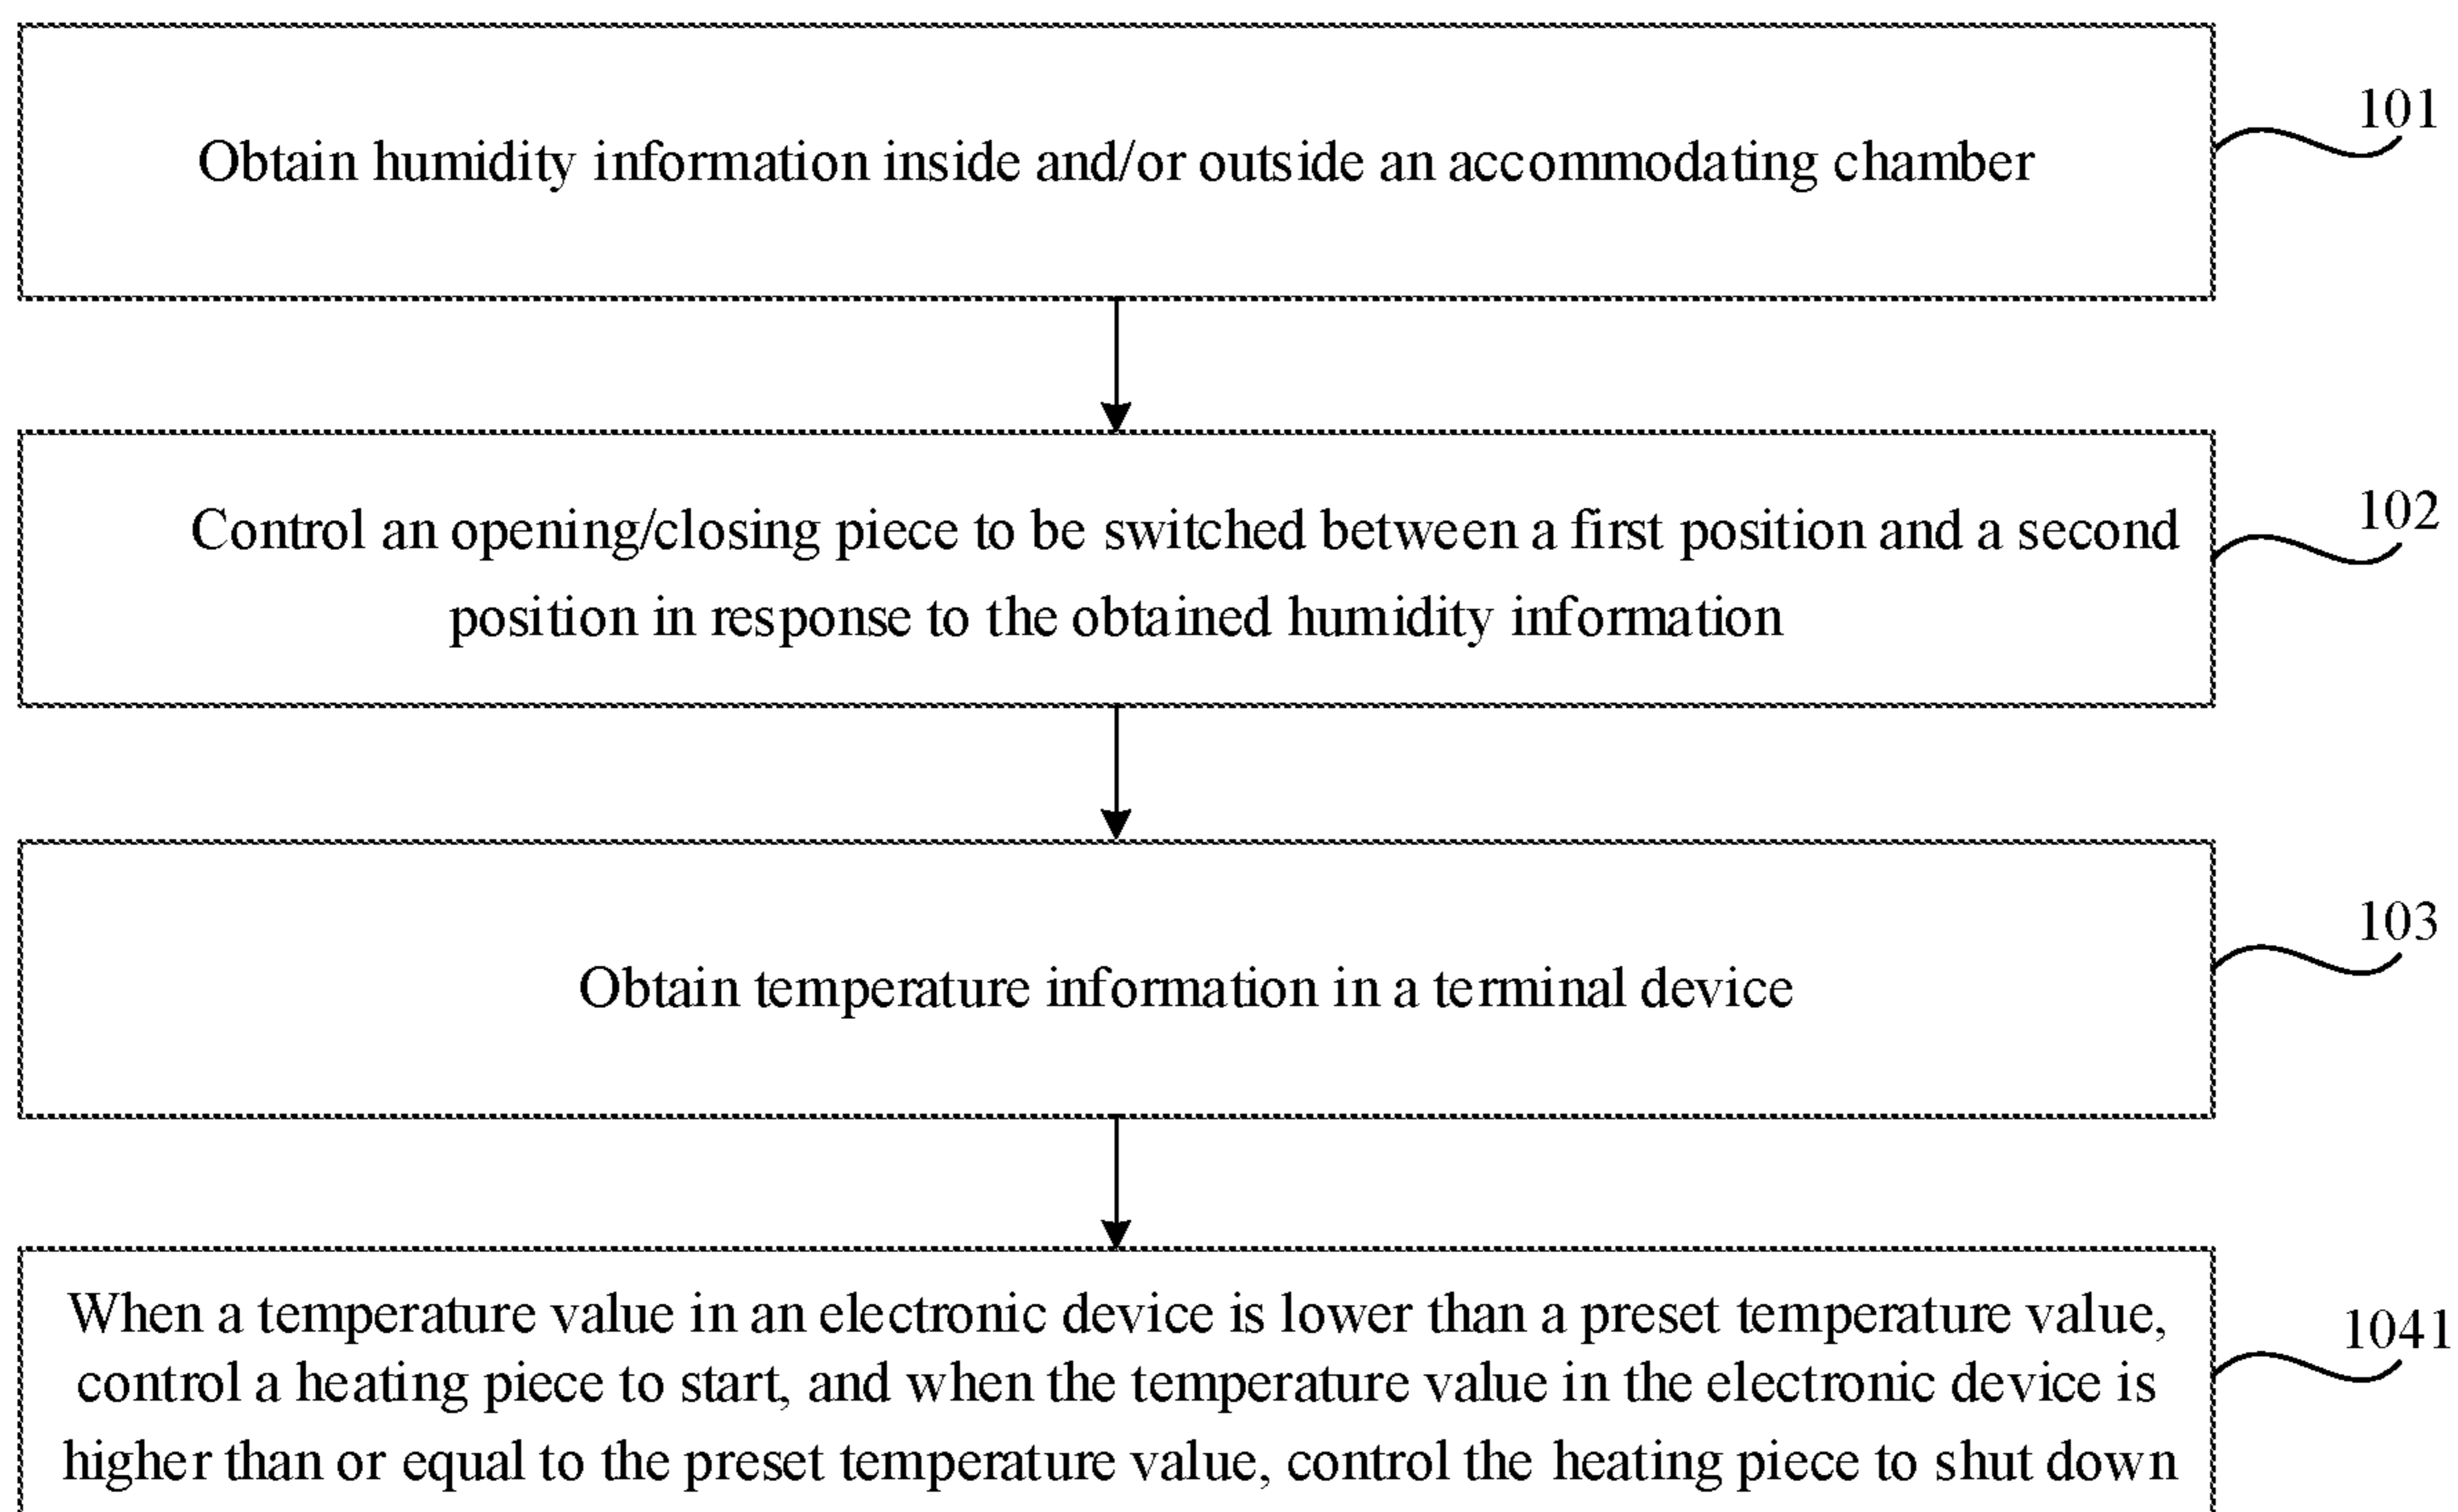 Obtain humidity information inside and/or outside an accommodating chamber
101
Control an opening/closing piece to be switched between a first position and a second
position in response to the obtained humidity information
102
Obtain temperature information in a terminal device
103
When a temperature value in an electronic device is lower than a preset temperature value,
control a heating piece to start, and when the temperature value in the electronic device is
higher than or equal to the preset temperature value, control the heating piece to shut down
1041